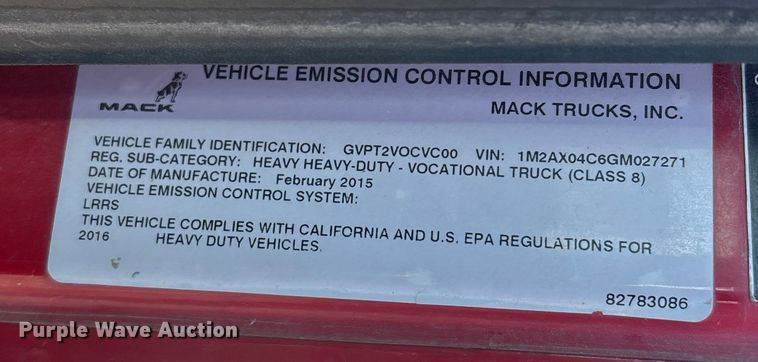 VEHICLE EMISSION CONTROL INFORMATION
MACK
MACK TRUCKS, INC.
VEHICLE FAMILY IDENTIFICATION: GVPT2VOCVC00 VIN: 1M2AX04C6GM027271
REG. SUB-CATEGORY: HEAVY HEAVY-DUTY - VOCATIONAL TRUCK (CLASS 8)
DATE OF MANUFACTURE: February 2015
VEHICLE EMISSION CONTROL SYSTEM:
LRRS
THIS VEHICLE COMPLIES WITH CALIFORNIA AND U.S. EPA REGULATIONS FOR
2016 HEAVY DUTY VEHICLES.
82783086
Purple Wave Auction